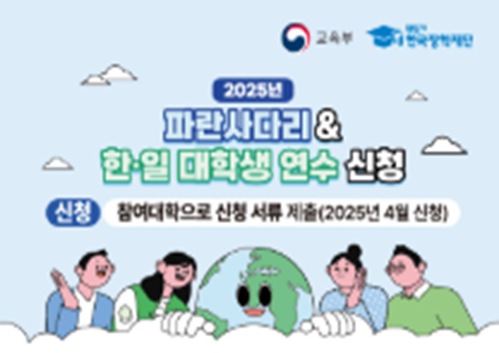 교육부
한국장학재단
2025년
파란사다리 &
한·일 대학생 연수 신청
신청 참여대학으로 신청 서류 제출(2025년 4월 신청)